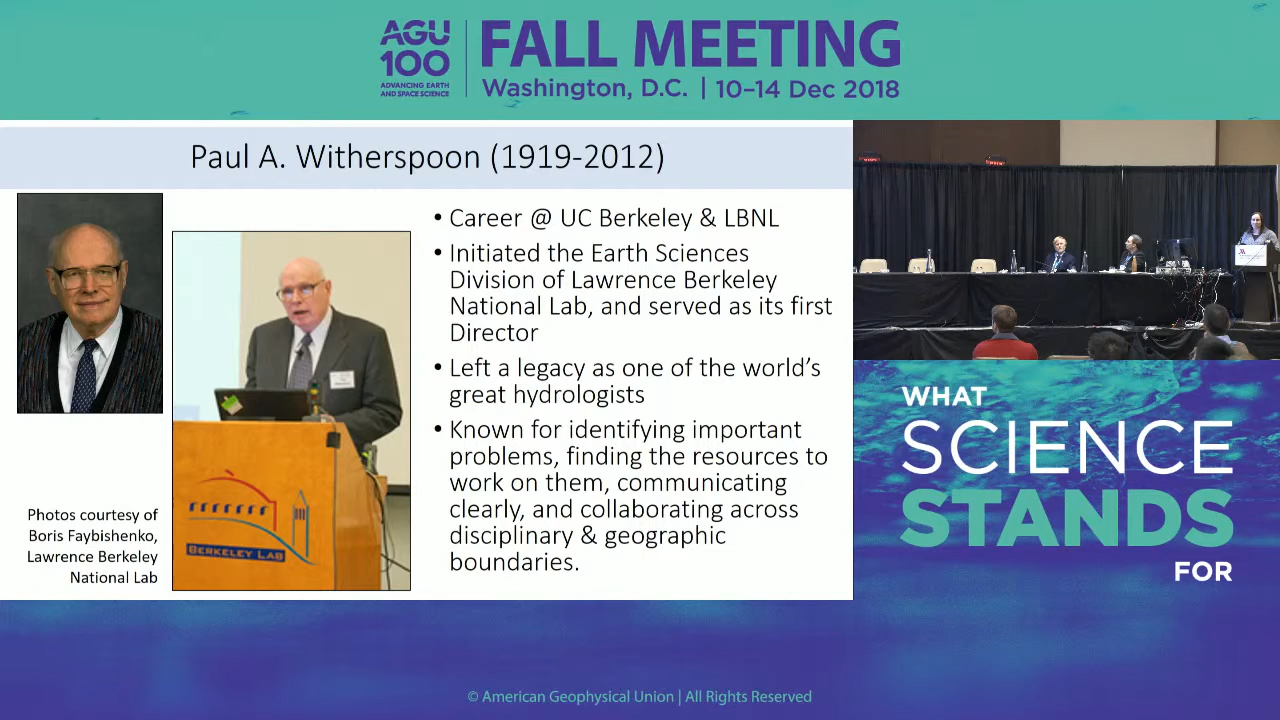 AGU
100
ADVANCING EARTH
AND SPACE SCIENCE
FALL MEETING
Washington, D.C. | 10–14 Dec 2018
Paul A. Witherspoon (1919-2012)
• Career @ UC Berkeley & LBNL
• Initiated the Earth Sciences
Division of Lawrence Berkeley
National Lab, and served as its first
Director
• Left a legacy as one of the world's
great hydrologists
• Known for identifying important
problems, finding the resources to
work on them, communicating
clearly, and collaborating across
disciplinary & geographic
boundaries.
Photos courtesy of
Boris Faybishenko,
Lawrence Berkeley
National Lab
BERKELEY LAB
WHAT
SCIENCE
STANDS
FOR
© American Geophysical Union | All Rights Reserved